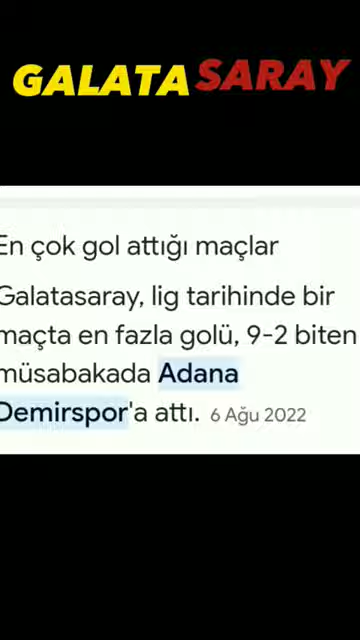 GALATASARAY
En çok gol attığı maçlar
Galatasaray, lig tarihinde bir
maçta en fazla golü, 9-2 biten
müsabakada Adana
Demirspor'a attı. 6 Ağu 2022